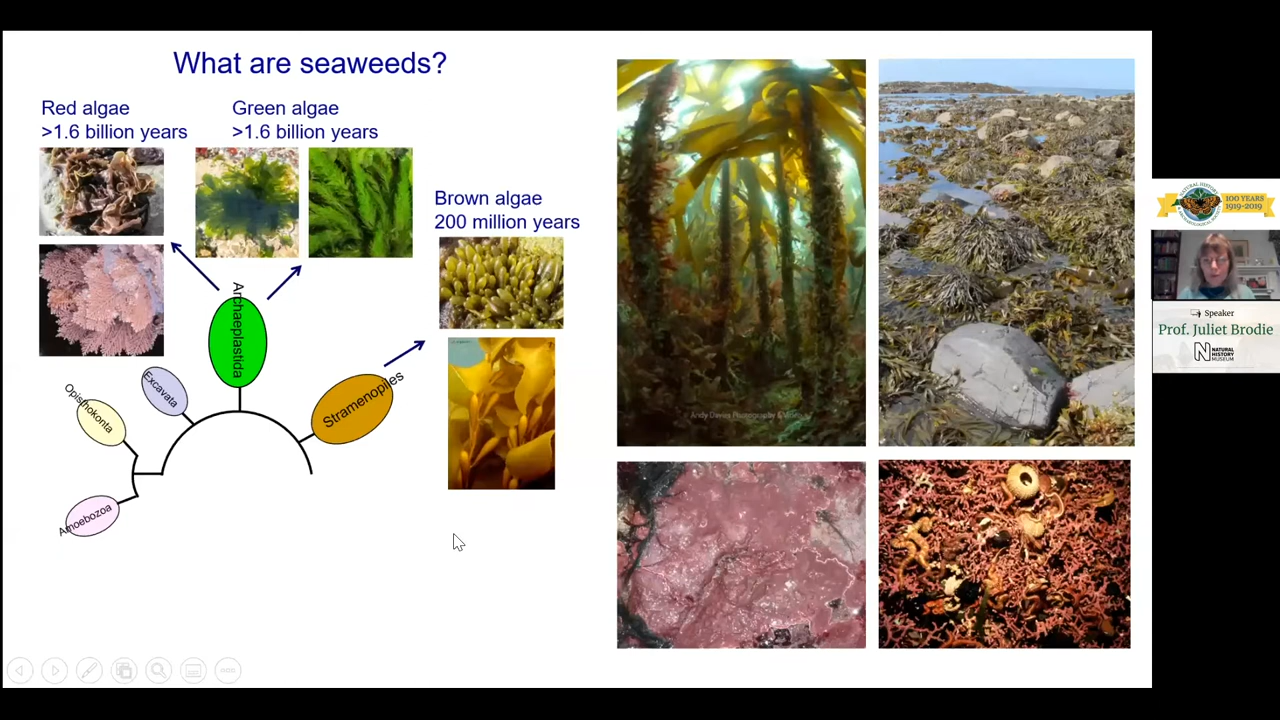 What are seaweeds?
Red algae
>1.6 billion years
Green algae
>1.6 billion years
Brown algae
200 million years
Archaeplastida
Excavata
Opisthokonta
Stramenopiles
Amoebozoa
© Andy Davies Photography &
100 YEARS
1919-2019
Speaker
Prof. Juliet Brodie
N
NATURAL
HISTORY
MUSEUM